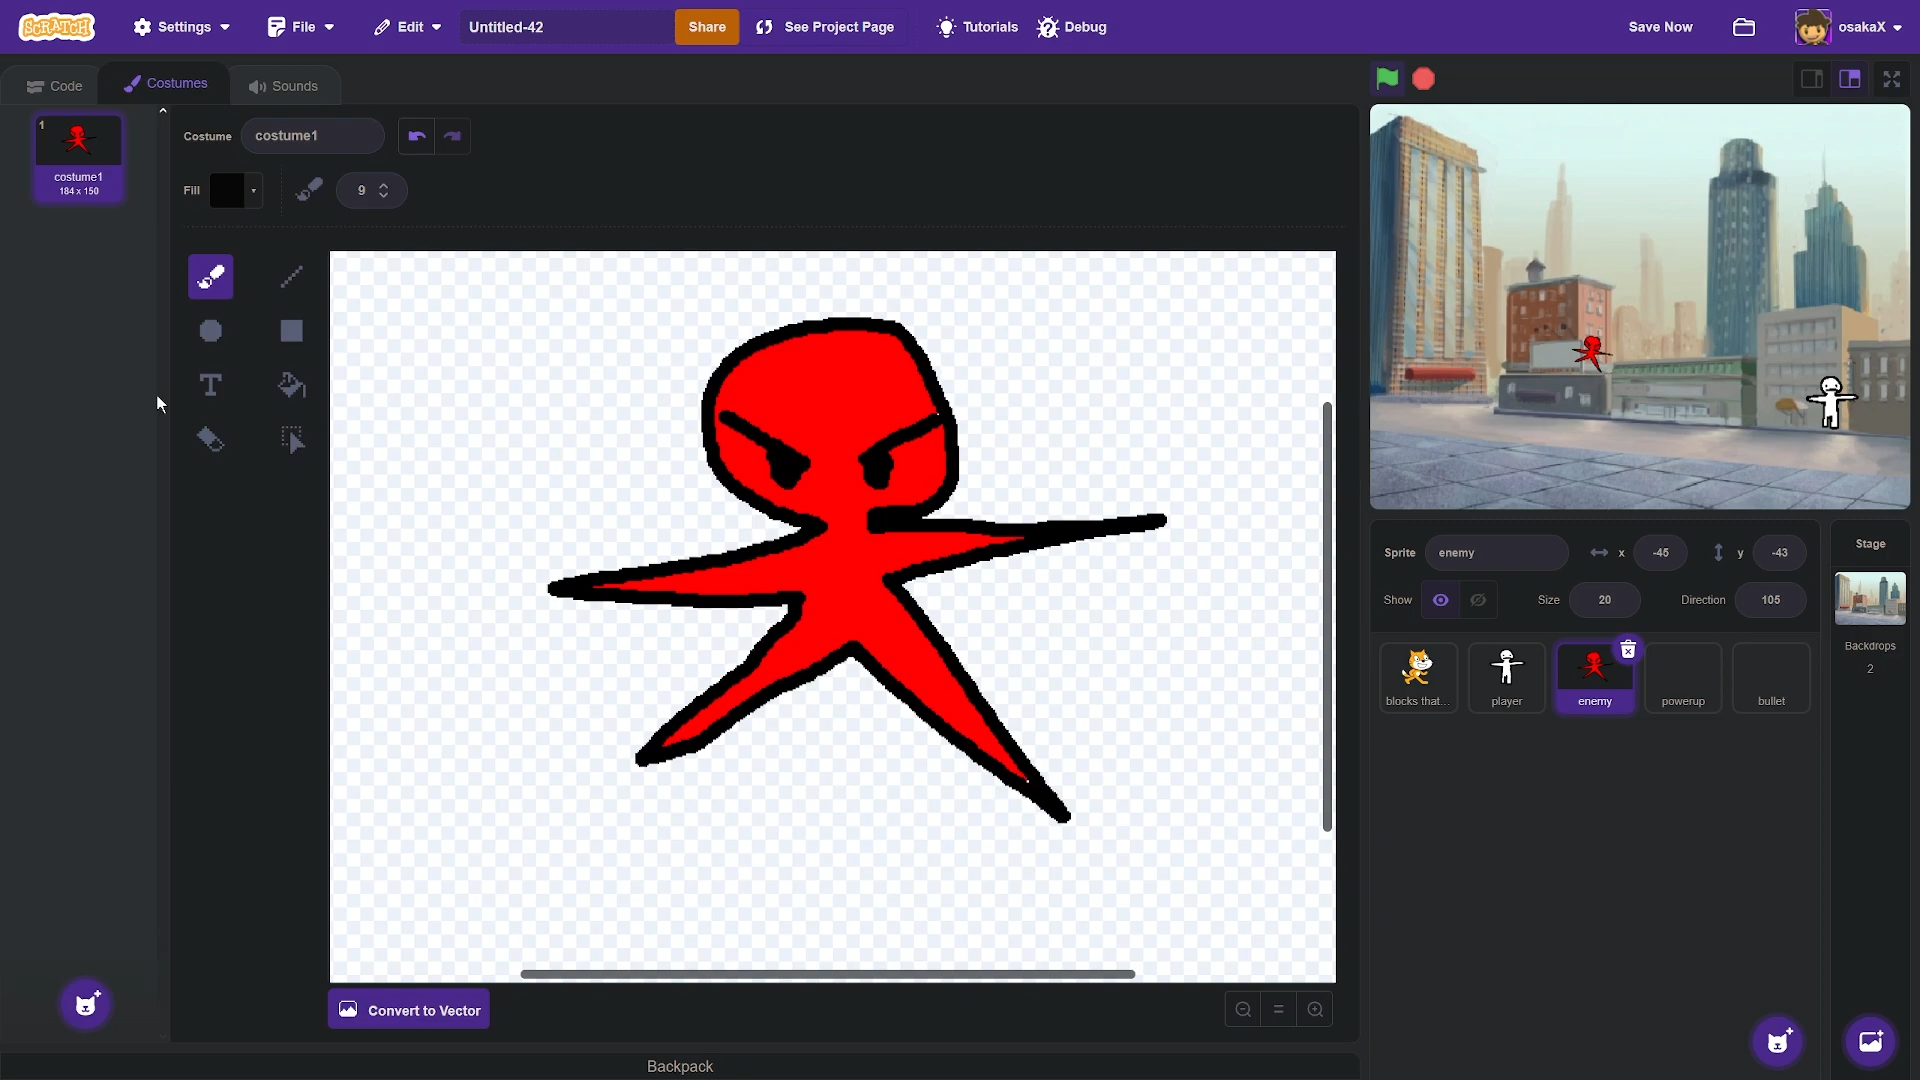 SCRATCH Settings File Edit Untitled-42 Share See Project Page Tutorials Debug Save Now osakaX
Code Costumes Sounds
1
costume1
184 x 150
Costume costume1
Fill 9
T
Convert to Vector
Backpack
Sprite enemy x -45 y -43
Show Size 20 Direction 105
blocks that... player enemy powerup bullet
Stage
Backdrops
2